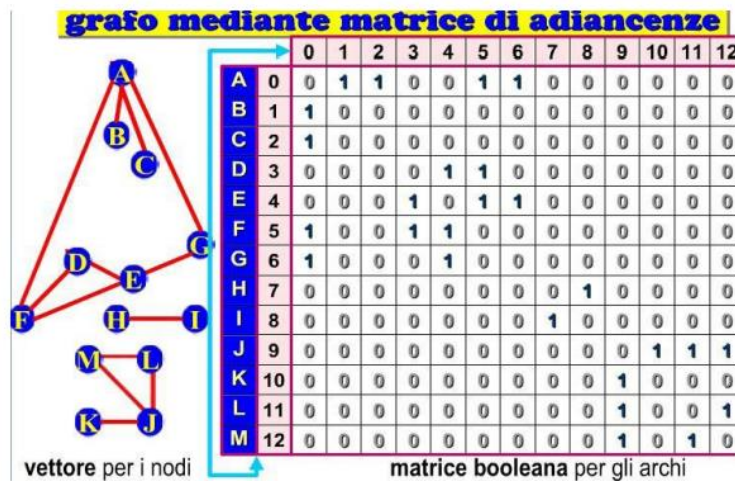 grafo mediante matrice di adiancenze
0 1 2 3 4 5 6 7 8 9 10 11 12
A 0 0 1 1 0 0 1 1 0 0 0 0 0 0
B 1 1 0 0 0 0 0 0 0 0 0 0 0 0
C 2 1 0 0 0 0 0 0 0 0 0 0 0 0
D 3 0 0 0 0 1 1 0 0 0 0 0 0 0
E 4 0 0 0 1 0 1 1 0 0 0 0 0 0
F 5 1 0 0 1 1 0 0 0 0 0 0 0 0
G 6 1 0 0 0 1 0 0 0 0 0 0 0 0
H 7 0 0 0 0 0 0 0 0 1 0 0 0 0
I 8 0 0 0 0 0 0 0 1 0 0 0 0 0
J 9 0 0 0 0 0 0 0 0 0 0 1 1 1
K 10 0 0 0 0 0 0 0 0 0 1 0 0 0
L 11 0 0 0 0 0 0 0 0 0 1 0 0 1
M 12 0 0 0 0 0 0 0 0 0 1 0 1 0
A
B
C
G
D
E
F
H I
M L
K J
vettore per i nodi
matrice booleana per gli archi